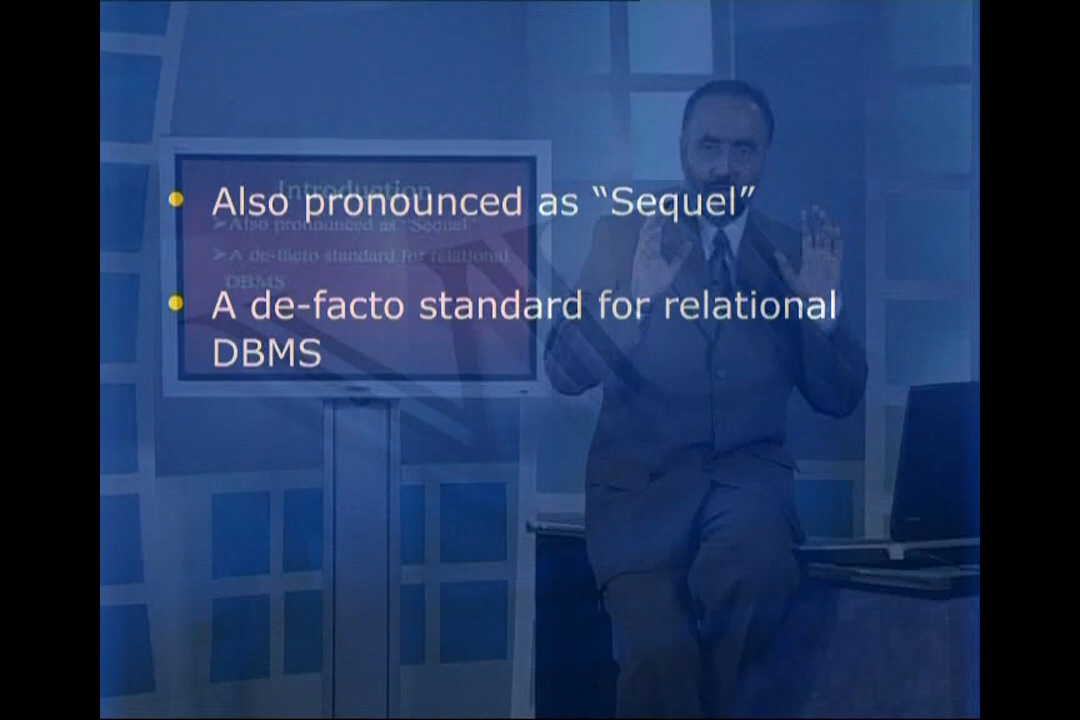 Introduction
• Also pronounced as “Sequel”
➢Also pronounced as "Sequel"
➢A de-facto standard for relational
DBMS
• A de-facto standard for relational
DBMS